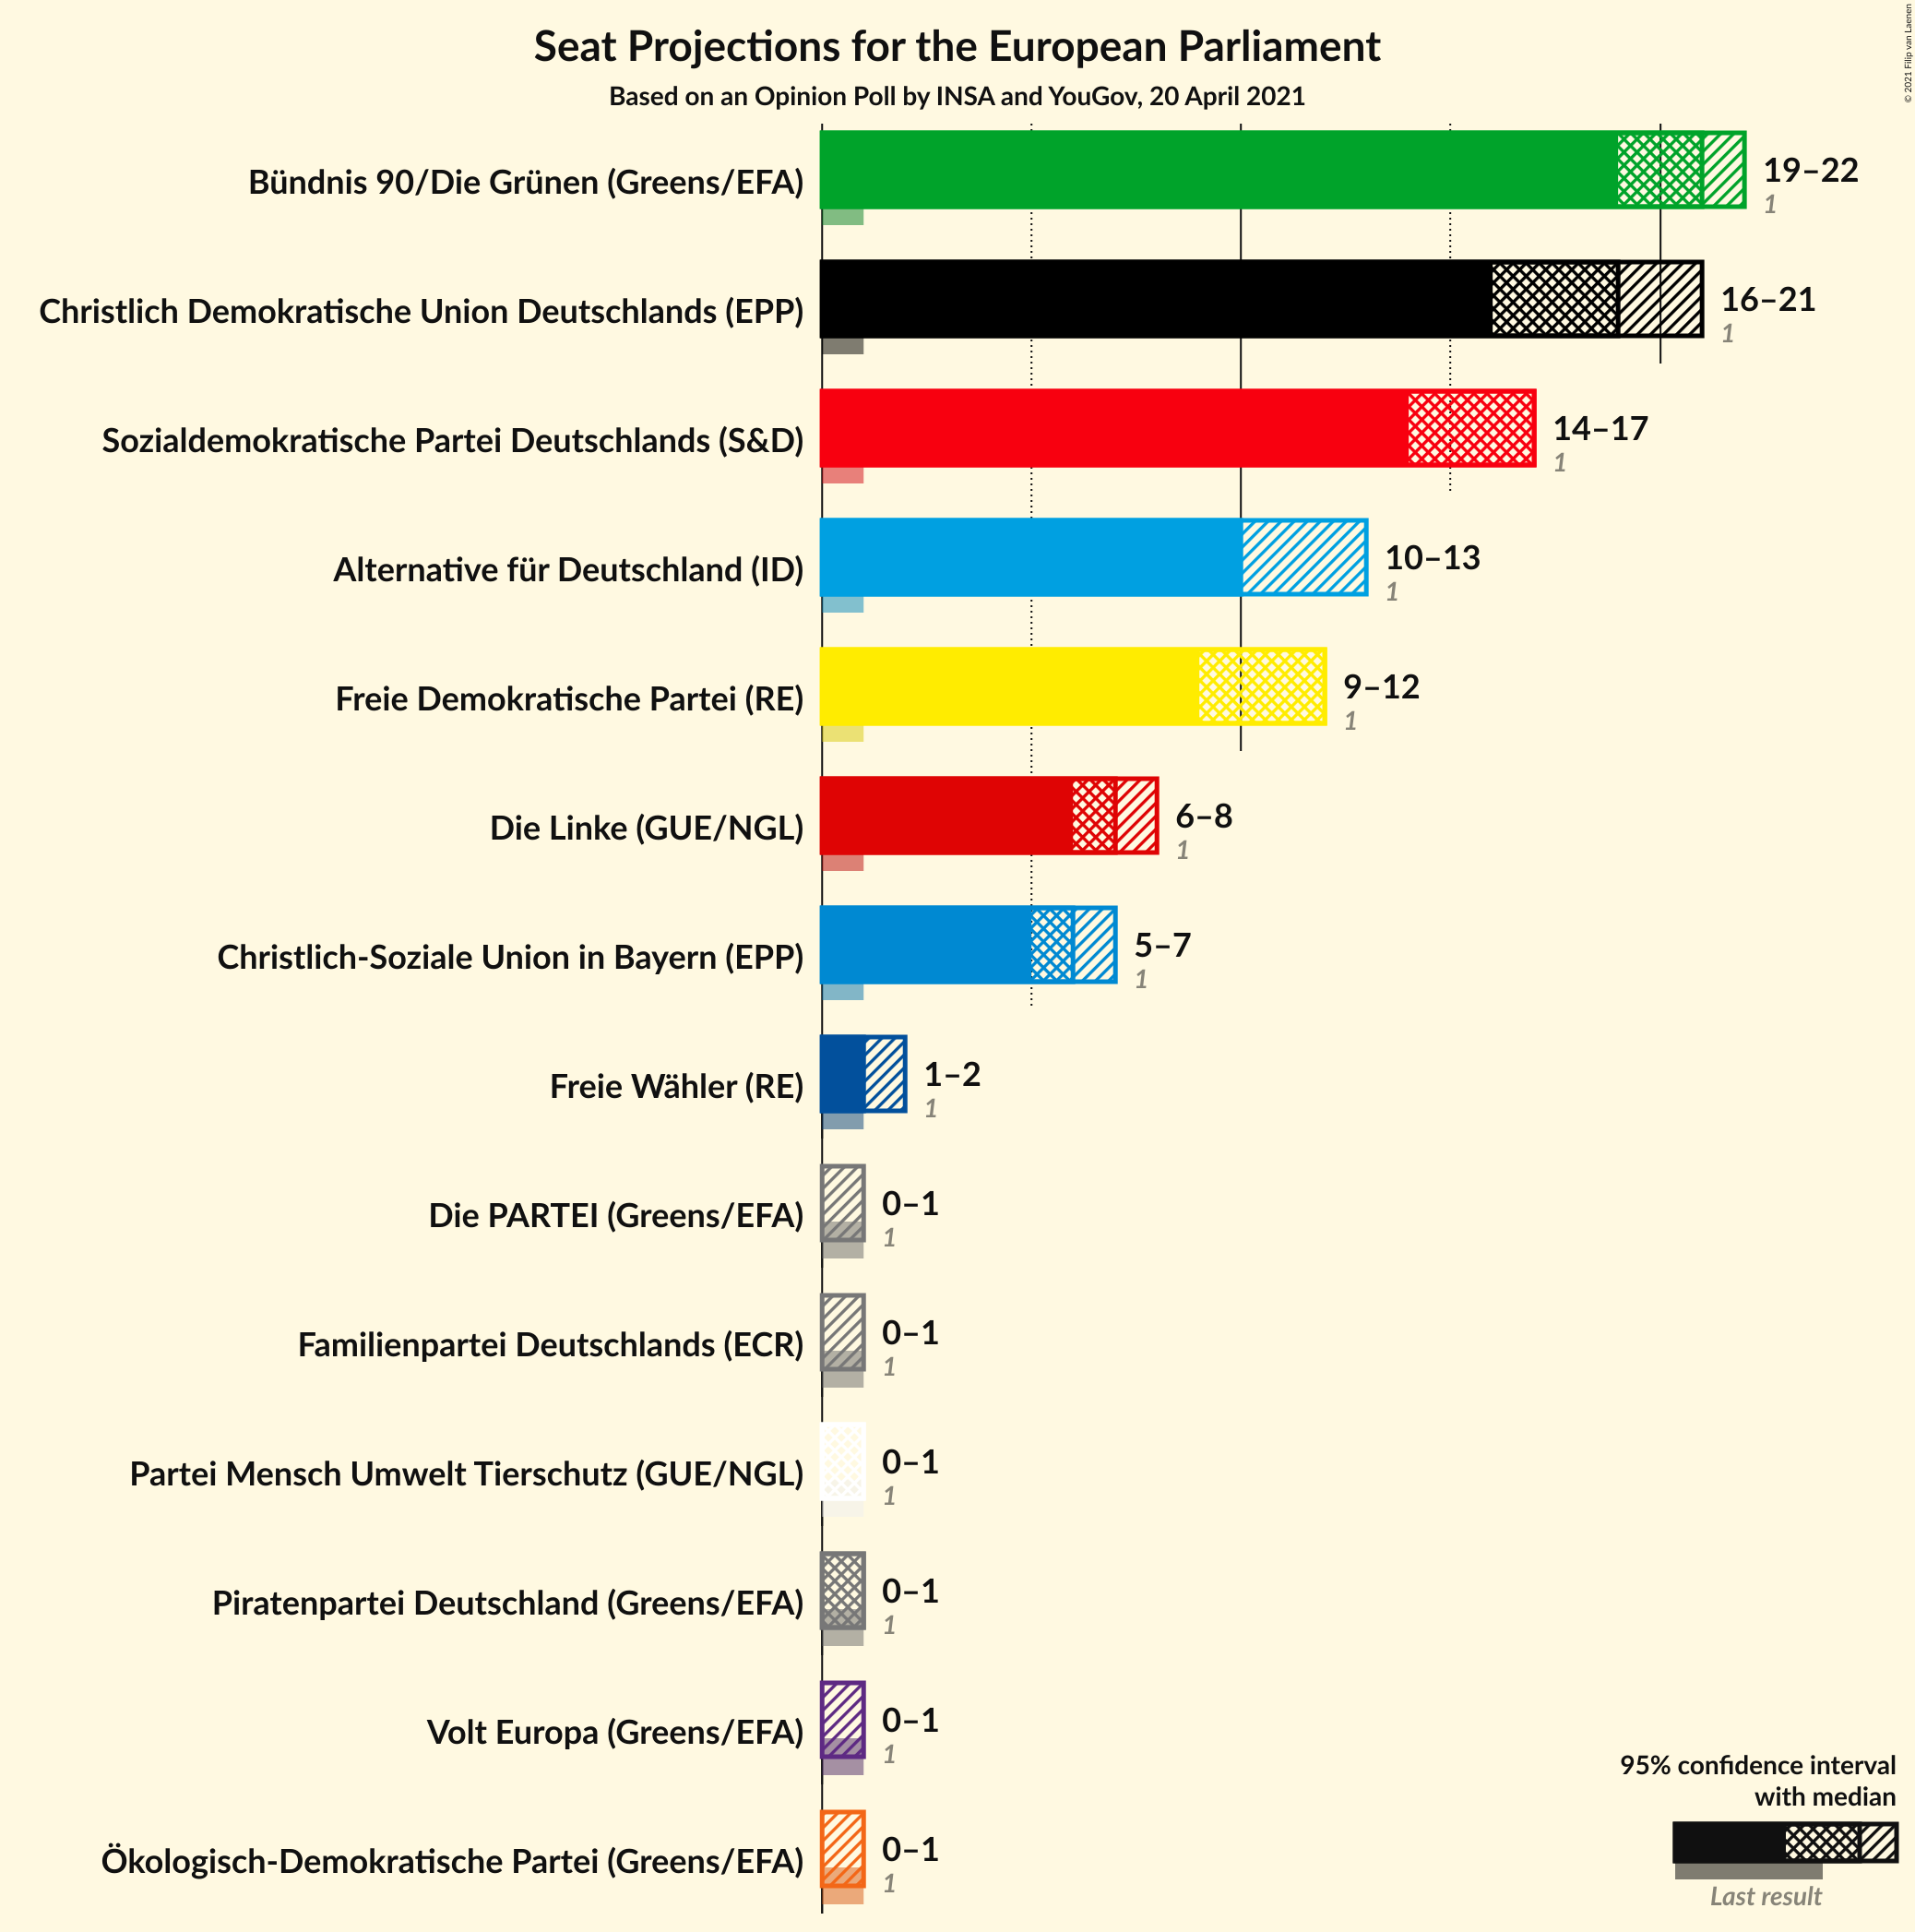 Seat Projections for the European Parliament
Based on an Opinion Poll by INSA and YouGov, 20 April 2021
© 2021 Filip van Laenen
Bündnis 90/Die Grünen (Greens/EFA)
19–22
1
Christlich Demokratische Union Deutschlands (EPP)
16–21
1
Sozialdemokratische Partei Deutschlands (S&D)
14–17
1
Alternative für Deutschland (ID)
10–13
1
Freie Demokratische Partei (RE)
9–12
1
Die Linke (GUE/NGL)
6–8
1
Christlich-Soziale Union in Bayern (EPP)
5–7
1
Freie Wähler (RE)
1–2
1
Die PARTEI (Greens/EFA)
0–1
1
Familienpartei Deutschlands (ECR)
0–1
1
Partei Mensch Umwelt Tierschutz (GUE/NGL)
0–1
1
Piratenpartei Deutschland (Greens/EFA)
0–1
1
Volt Europa (Greens/EFA)
0–1
1
Ökologisch-Demokratische Partei (Greens/EFA)
0–1
1
95% confidence interval
with median
Last result